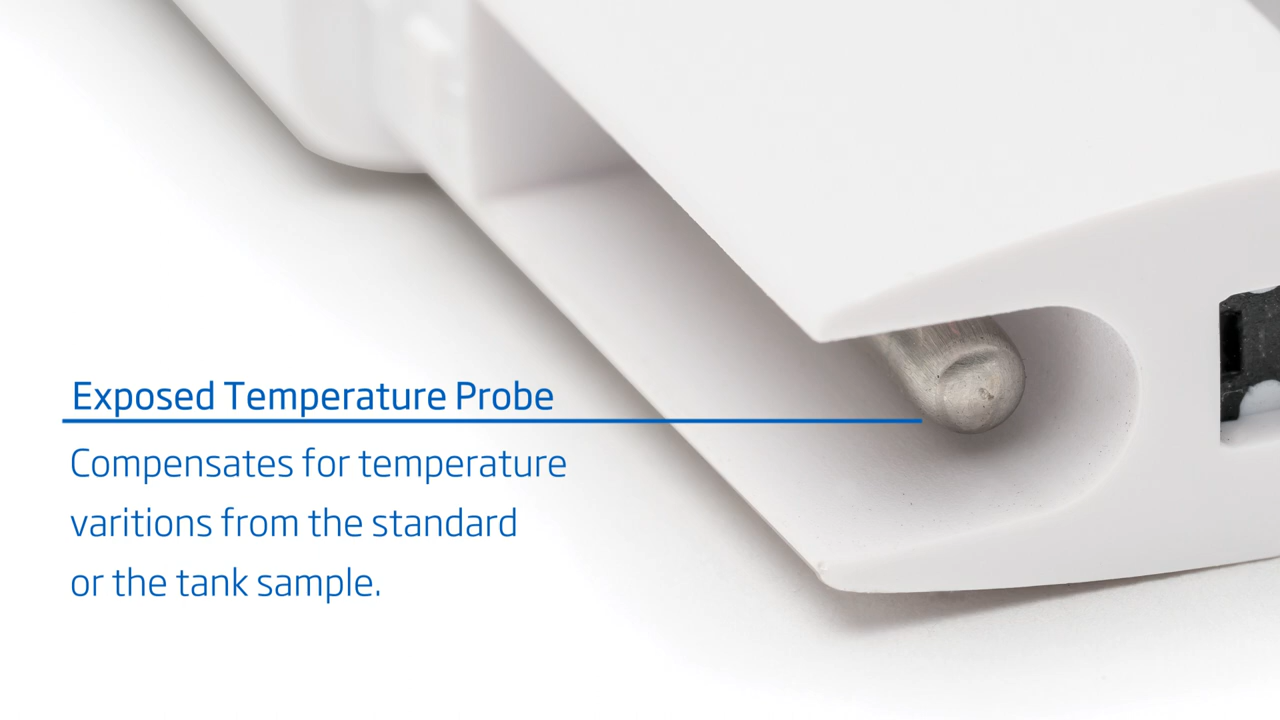 Exposed Temperature Probe
Compensates for temperature
varitions from the standard
or the tank sample.